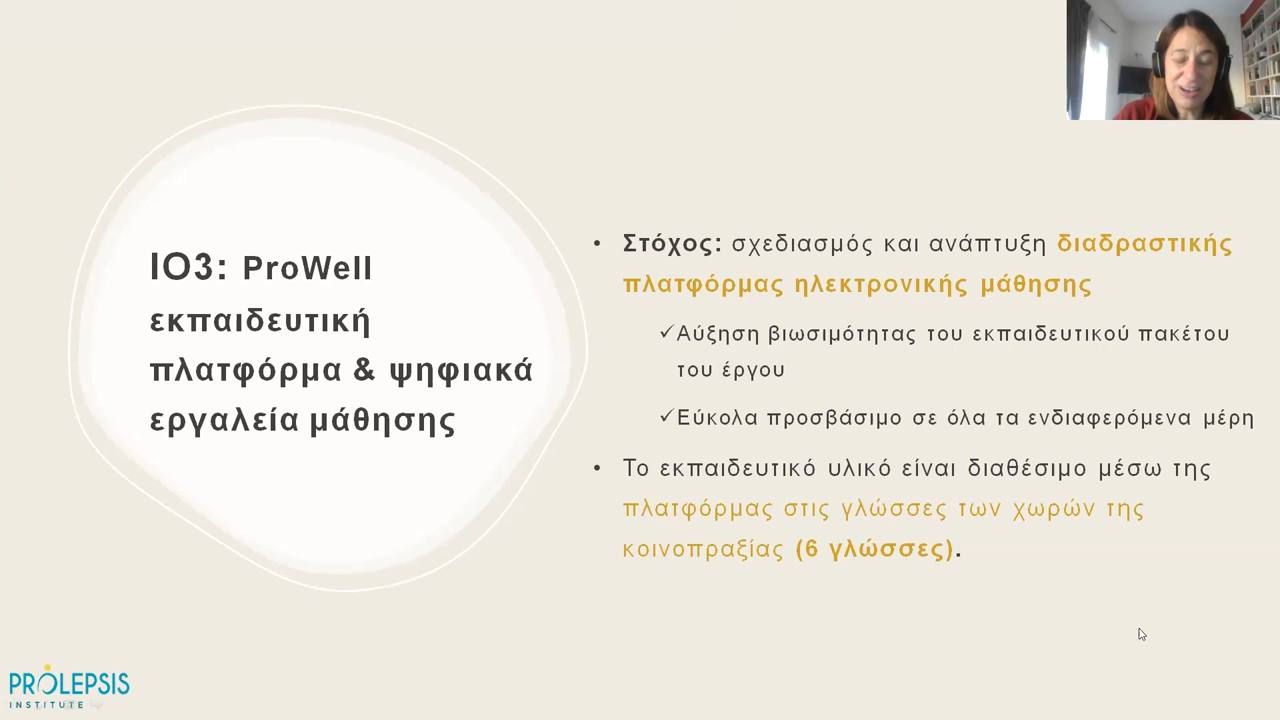 ΙΟ3: ProWell
εκπαιδευτική
πλατφόρμα & ψηφιακά
εργαλεία μάθησης
• Στόχος: σχεδιασμός και ανάπτυξη διαδραστικής
πλατφόρμας ηλεκτρονικής μάθησης
✓Αύξηση βιωσιμότητας του εκπαιδευτικού πακέτου
του έργου
✓Εύκολα προσβάσιμο σε όλα τα ενδιαφερόμενα μέρη
• Το εκπαιδευτικό υλικό είναι διαθέσιμο μέσω της
πλατφόρμας στις γλώσσες των χωρών της
κοινοπραξίας (6 γλώσσες).
PROLEPSIS
INSTITUTE